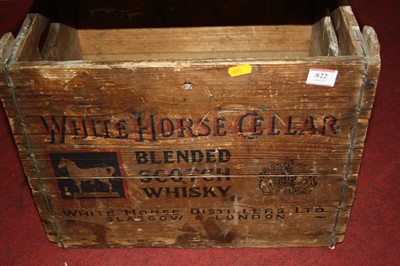 822
WHITE HORSE CELLAR
BLENDED
SCOTCH
WHISKY
WHITE HORSE DISTILLERS LTD
GLASGOW & LONDON